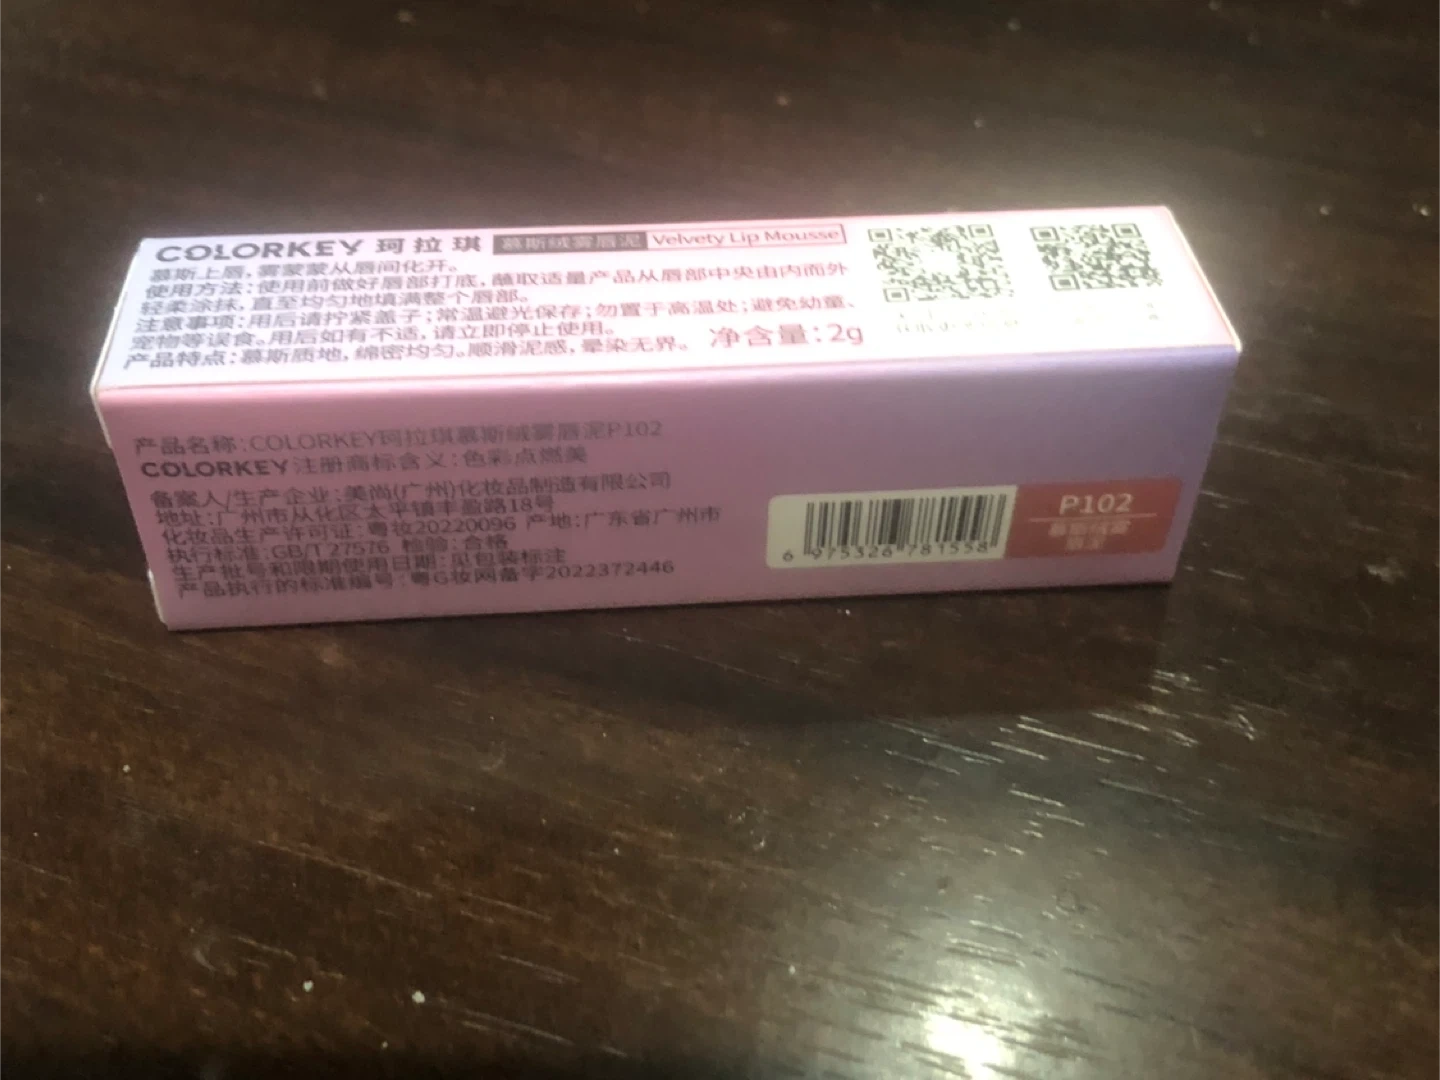 COLORKEY 珂拉琪 慕斯绒雾唇泥 Velvety Lip Mousse
慕斯上唇，雾蒙蒙从唇间化开。
使用方法：使用前做好唇部打底，蘸取适量产品从唇部中央由内而外
轻柔涂抹，直至均匀地填满整个唇部。
注意事项：用后请拧紧盖子；常温避光保存；勿置于高温处；避免幼童、
宠物等误食。用后如有不适，请立即停止使用。
产品特点：慕斯质地，绵密均匀。顺滑泥感，晕染无界。 净含量：2g
产品名称：COLORKEY珂拉琪慕斯绒雾唇泥P102
COLORKEY注册商标含义：色彩点燃美
备案人/生产企业：美尚(广州)化妆品制造有限公司
地址：广州市从化区太平镇丰盈路18号
化妆品生产许可证：粤妆20220096 产地：广东省广州市
执行标准：GB/T 27576 检验：合格
生产批号和限期使用日期：见包装标注
产品执行的标准编号：粤G妆网备字2022372446
6 975326 781558
P102
慕斯绒雾
唇泥